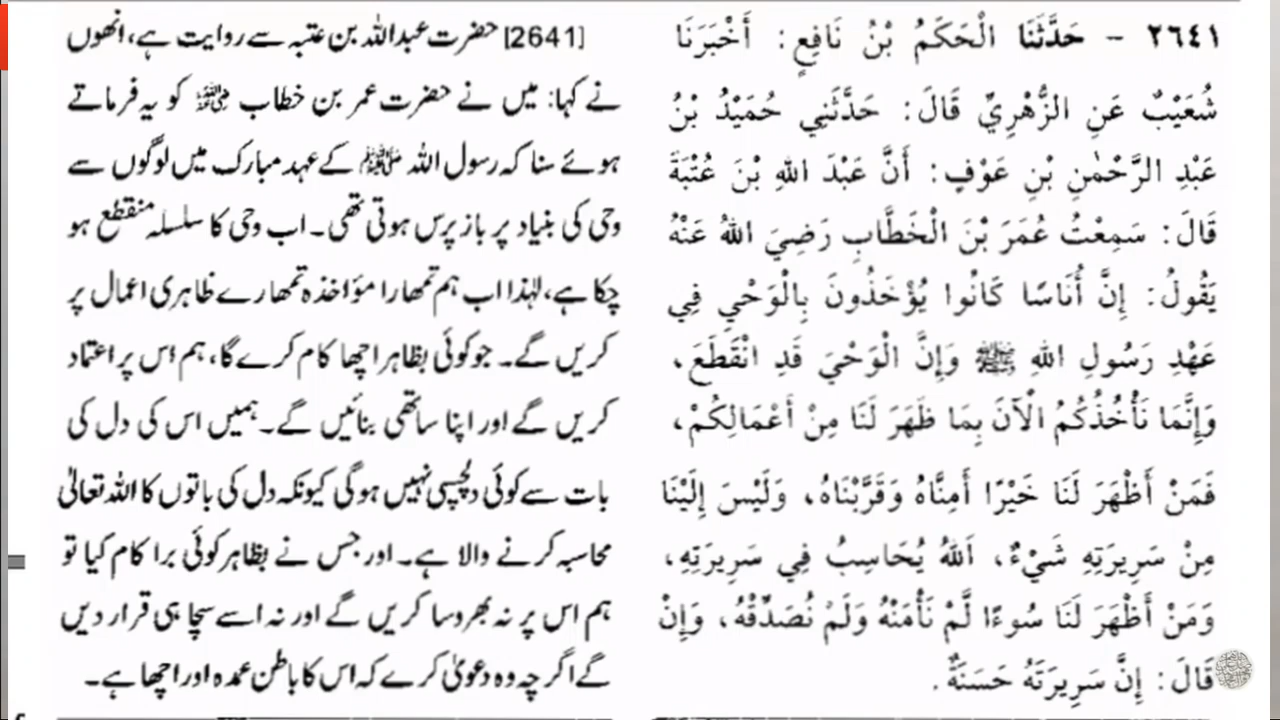 ٢٦٤١ - حَدَّثَنَا الْحَكَمُ بْنُ نَافِعٍ: أَخْبَرَنَا
شُعَيْبٌ عَنِ الزُّهْرِيِّ قَالَ: حَدَّثَنِي حُمَيْدُ بْنُ
عَبْدِ الرَّحْمٰنِ بْنِ عَوْفٍ: أَنَّ عَبْدَ اللهِ بْنَ عُتْبَةَ
قَالَ: سَمِعْتُ عُمَرَ بْنَ الْخَطَّابِ رَضِيَ اللهُ عَنْهُ
يَقُولُ: إِنَّ أُنَاسًا كَانُوا يُؤْخَذُونَ بِالْوَحْيِ فِي
عَهْدِ رَسُولِ اللهِ ﷺ وَإِنَّ الْوَحْيَ قَدِ انْقَطَعَ،
وَإِنَّمَا نَأْخُذُكُمُ الْآنَ بِمَا ظَهَرَ لَنَا مِنْ أَعْمَالِكُمْ،
فَمَنْ أَظْهَرَ لَنَا خَيْرًا أَمِنَّاهُ وَقَرَّبْنَاهُ، وَلَيْسَ إِلَيْنَا
مِنْ سَرِيرَتِهِ شَيْءٌ، اَللهُ يُحَاسِبُ فِي سَرِيرَتِهِ،
وَمَنْ أَظْهَرَ لَنَا سُوءًا لَّمْ نَأْمَنْهُ وَلَمْ نُصَدِّقْهُ، وَإِنْ
قَالَ: إِنَّ سَرِيرَتَهُ حَسَنَةٌ.
[2641] حضرت عبداللہ بن عتبہ سے روایت ہے، انھوں
نے کہا: میں نے حضرت عمر بن خطاب ﷺ کو یہ فرماتے
ہوئے سنا کہ رسول اللہ ﷺ کے عہد مبارک میں لوگوں سے
وحی کی بنیاد پر باز پرس ہوتی تھی۔ اب وحی کا سلسلہ منقطع ہو
چکا ہے، لہٰذا اب ہم تمھارا مؤاخذہ تمھارے ظاہری اعمال پر
کریں گے۔ جو کوئی بظاہر اچھا کام کرے گا، ہم اس پر اعتماد
کریں گے اور اپنا ساتھی بنائیں گے۔ ہمیں اس کی دل کی
بات سے کوئی دلچسپی نہیں ہوگی کیونکہ دل کی باتوں کا اللہ تعالیٰ
محاسبہ کرنے والا ہے۔ اور جس نے بظاہر کوئی برا کام کیا تو
ہم اس پر نہ بھروسا کریں گے اور نہ اسے سچا ہی قرار دیں
گے اگر چہ وہ دعویٰ کرے کہ اس کا باطن عمدہ اور اچھا ہے۔